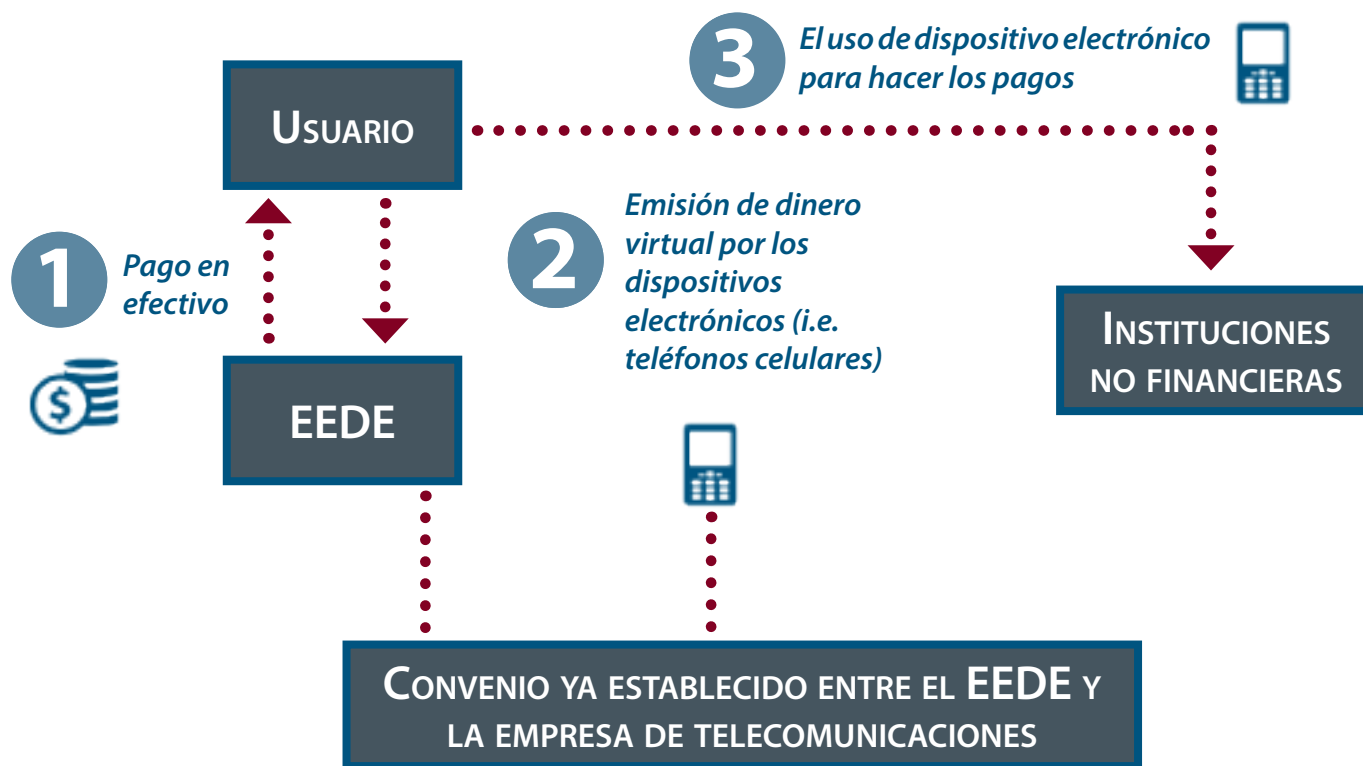 3
El uso de dispositivo electrónico
para hacer los pagos
USUARIO
1
Pago en
efectivo
$
2
Emisión de dinero
virtual por los
dispositivos
electrónicos (i.e.
teléfonos celulares)
INSTITUCIONES
NO FINANCIERAS
EEDE
CONVENIO YA ESTABLECIDO ENTRE EL EEDE Y
LA EMPRESA DE TELECOMUNICACIONES